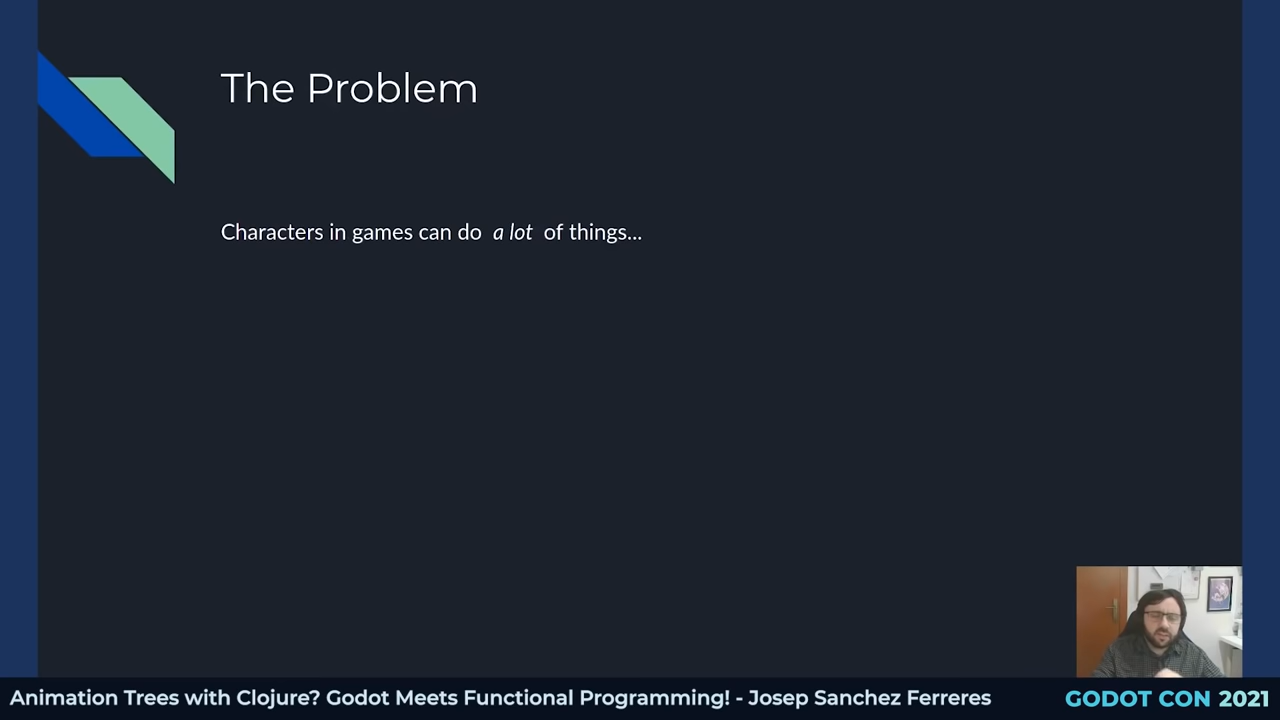 The Problem
Characters in games can do a lot of things...
Animation Trees with Clojure? Godot Meets Functional Programming! - Josep Sanchez Ferreres
GODOT CON 2021